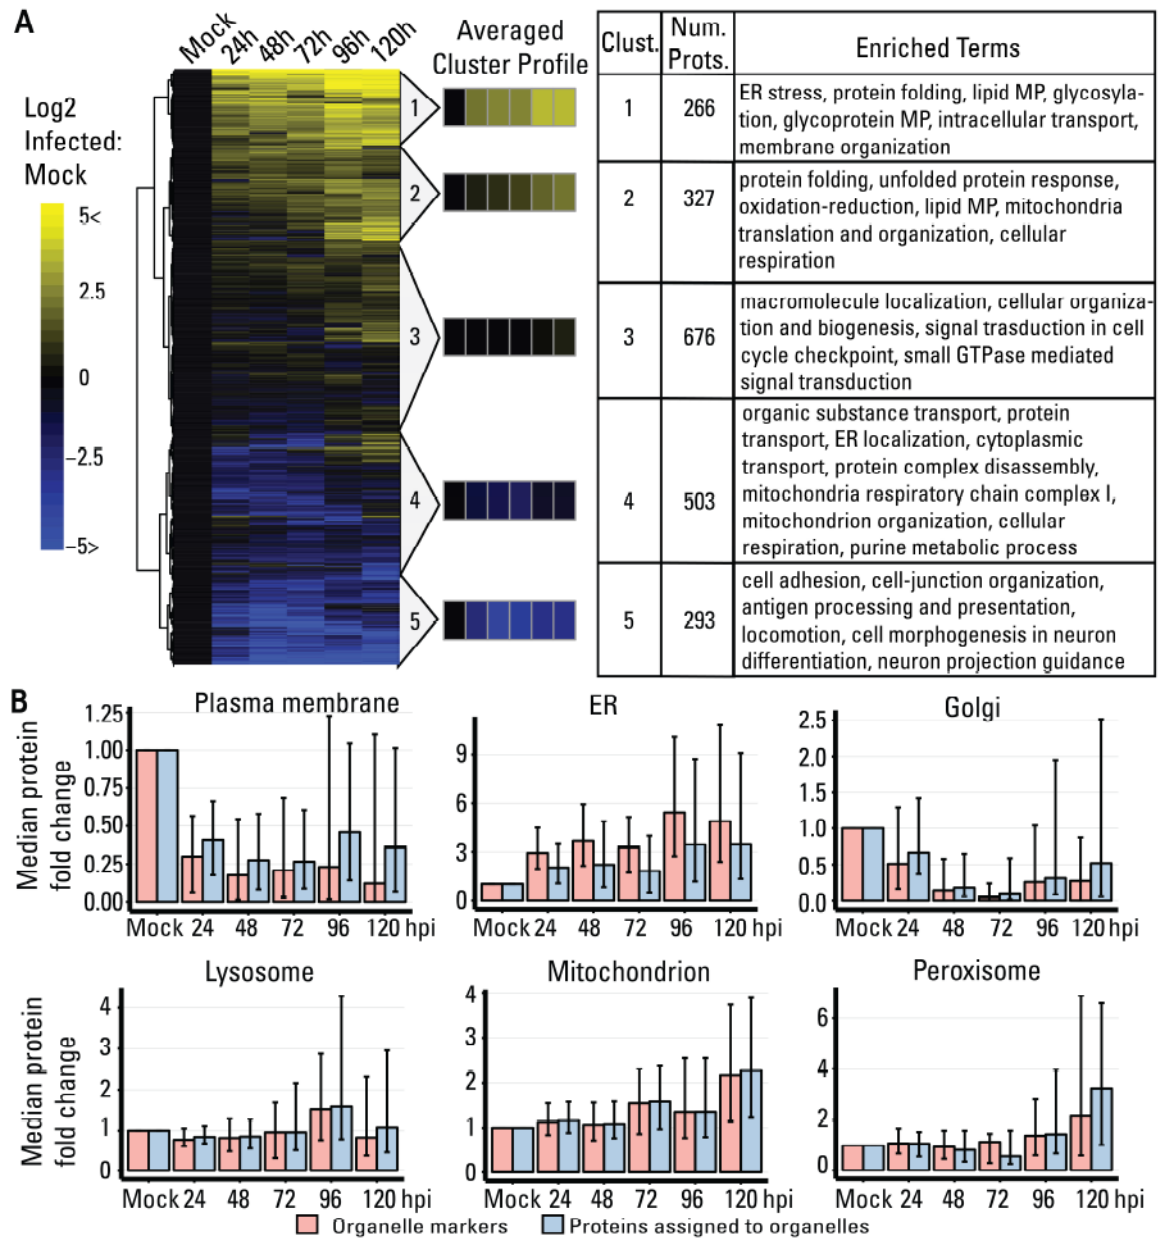 A
Mock 24h 48h 72h 96h 120h
Averaged
Cluster Profile
Log2
Infected:
Mock
5<
2.5
0
–2.5
–5>
1
2
3
4
5
Clust. Num. Prots. Enriched Terms
1 266
ER stress, protein folding, lipid MP, glycosyla-
tion, glycoprotein MP, intracellular transport,
membrane organization
2 327
protein folding, unfolded protein response,
oxidation-reduction, lipid MP, mitochondria
translation and organization, cellular
respiration
3 676
macromolecule localization, cellular organiza-
tion and biogenesis, signal trasduction in cell
cycle checkpoint, small GTPase mediated
signal transduction
4 503
organic substance transport, protein
transport, ER localization, cytoplasmic
transport, protein complex disassembly,
mitochondria respiratory chain complex I,
mitochondrion organization, cellular
respiration, purine metabolic process
5 293
cell adhesion, cell-junction organization,
antigen processing and presentation,
locomotion, cell morphogenesis in neuron
differentiation, neuron projection guidance
B
Plasma membrane
Median protein
fold change
1.25
1.00
0.75
0.50
0.25
0.00
Mock 24 48 72 96 120 hpi
ER
9
6
3
0
Mock 24 48 72 96 120 hpi
Golgi
2.5
2.0
1.5
1.0
0.5
0.0
Mock 24 48 72 96 120 hpi
Lysosome
Median protein
fold change
4
3
2
1
0
Mock 24 48 72 96 120 hpi
Mitochondrion
4
3
2
1
0
Mock 24 48 72 96 120 hpi
Peroxisome
6
4
2
0
Mock 24 48 72 96 120 hpi
Organelle markers Proteins assigned to organelles